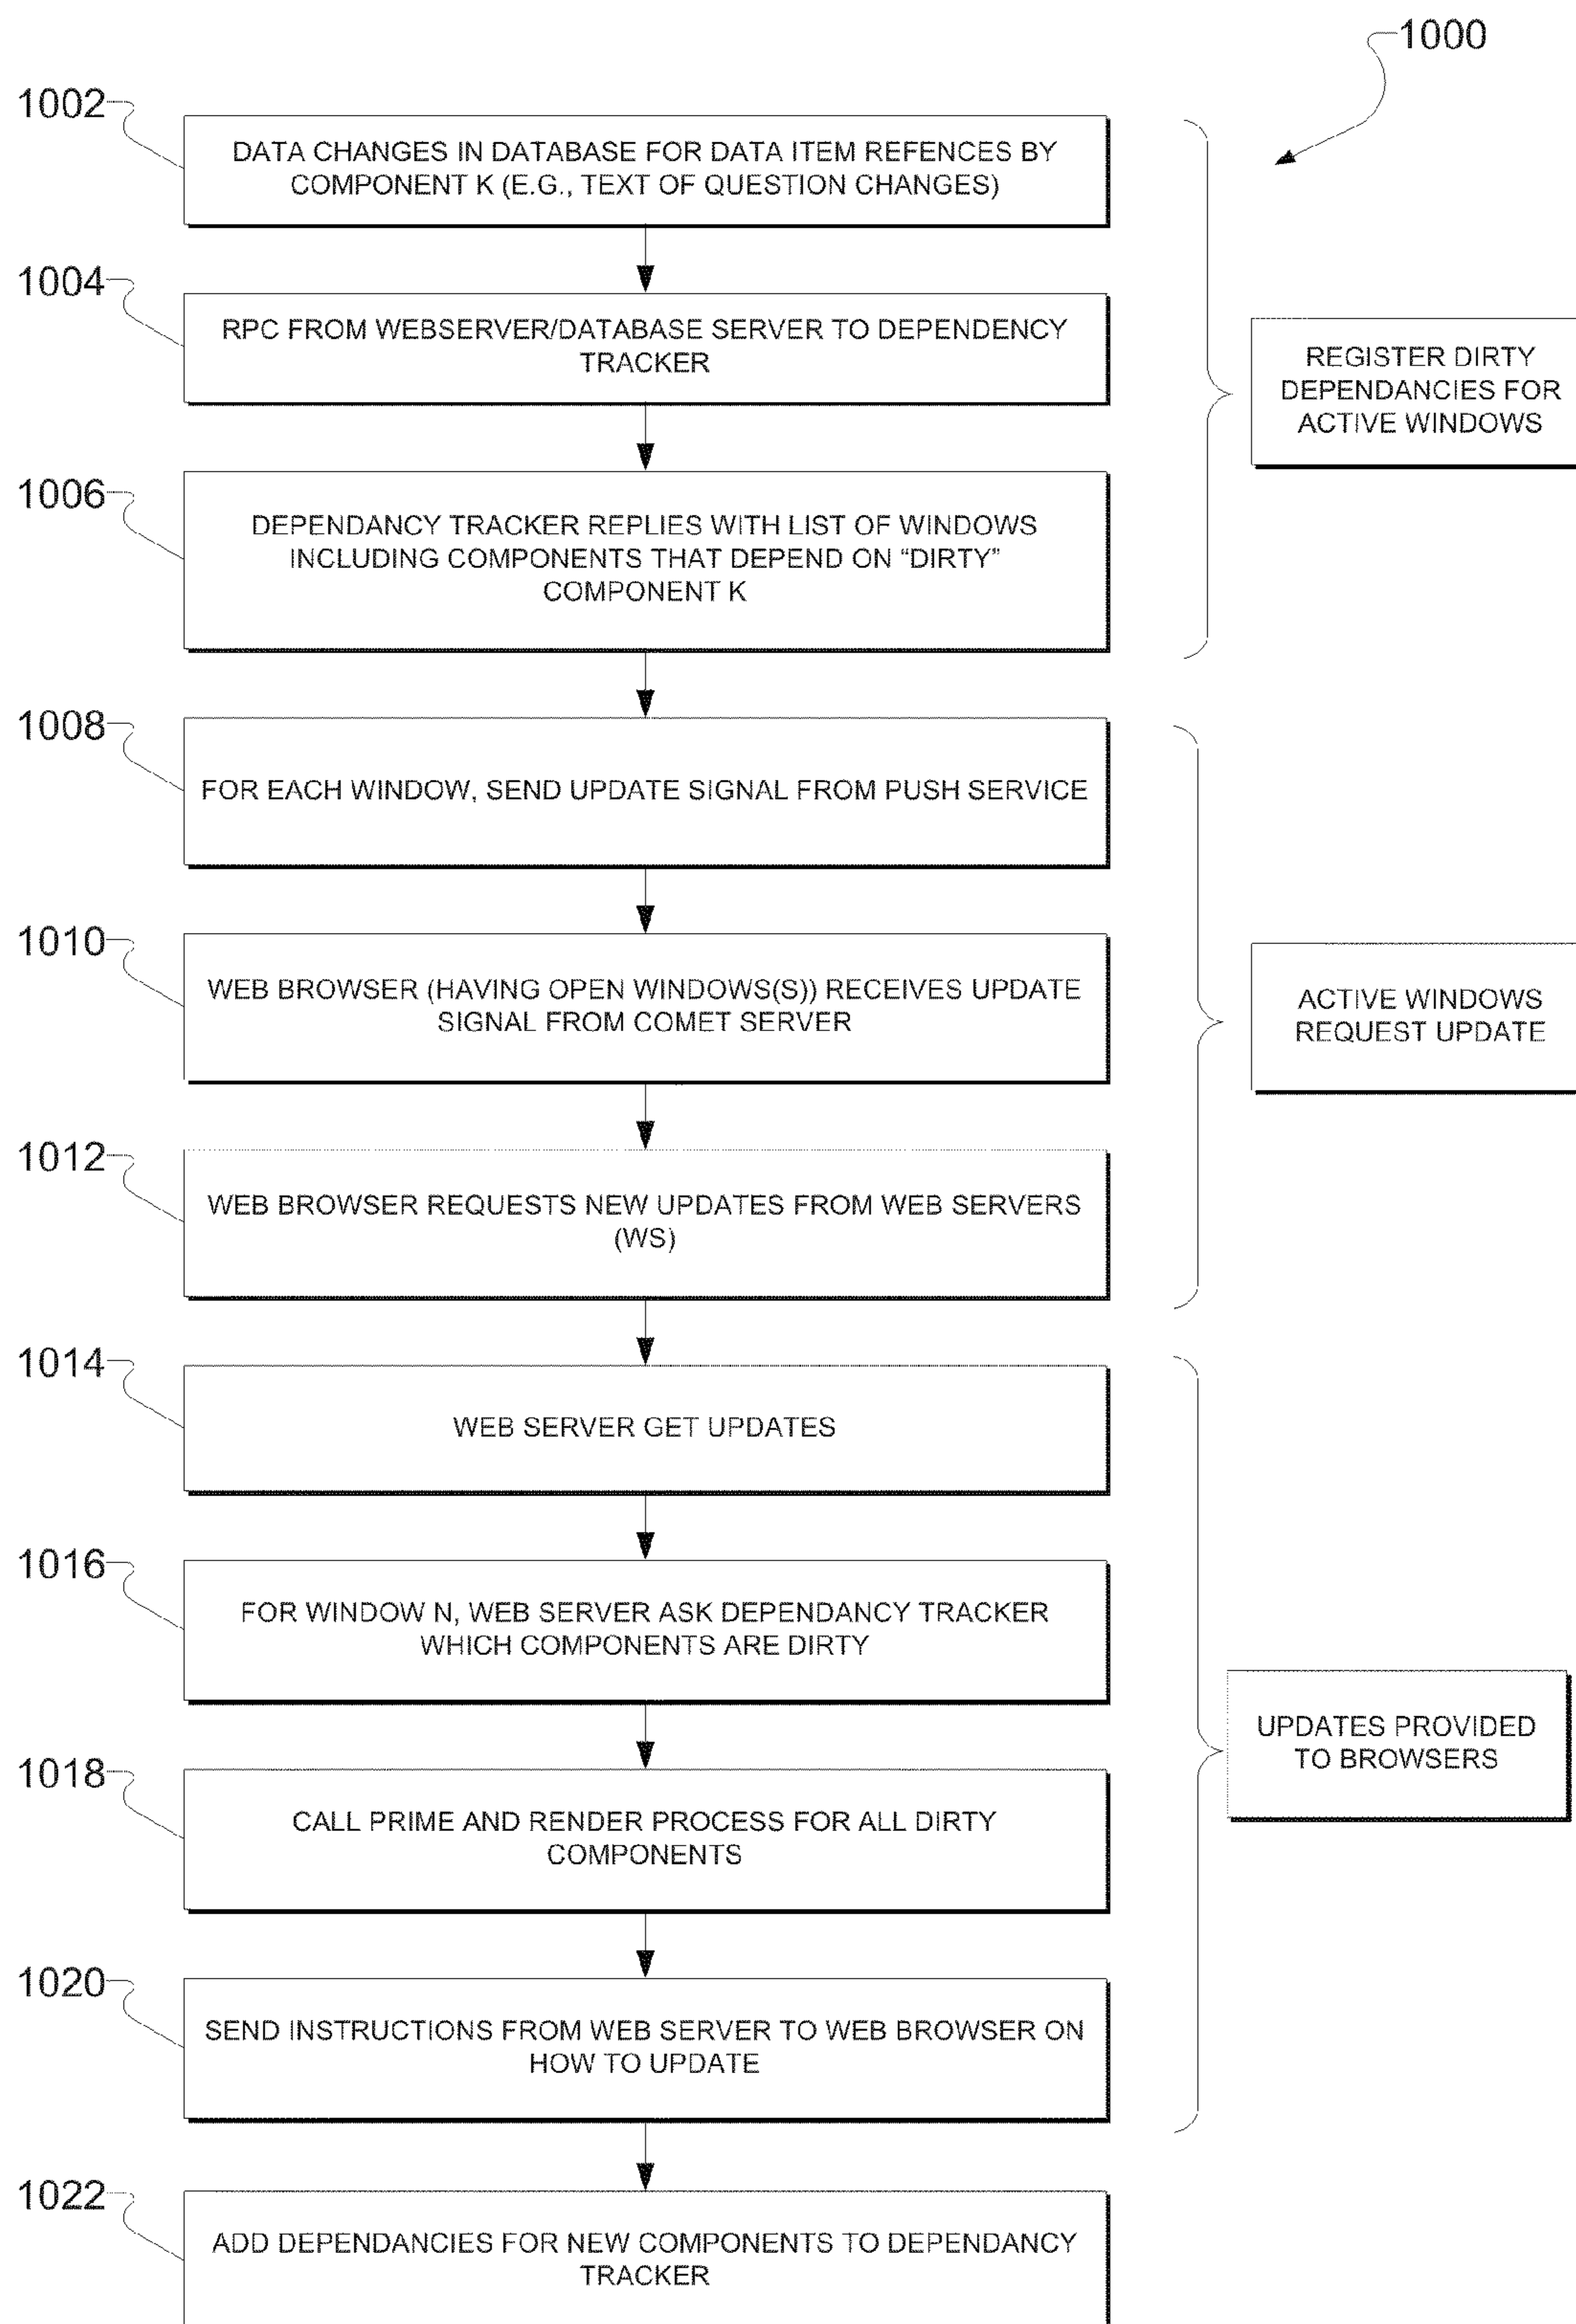 1000
1002
DATA CHANGES IN DATABASE FOR DATA ITEM REFENCES BY
COMPONENT K (E.G., TEXT OF QUESTION CHANGES)
1004
RPC FROM WEBSERVER/DATABASE SERVER TO DEPENDENCY
TRACKER
REGISTER DIRTY
DEPENDANCIES FOR
ACTIVE WINDOWS
1006
DEPENDANCY TRACKER REPLIES WITH LIST OF WINDOWS
INCLUDING COMPONENTS THAT DEPEND ON “DIRTY”
COMPONENT K
1008
FOR EACH WINDOW, SEND UPDATE SIGNAL FROM PUSH SERVICE
1010
WEB BROWSER (HAVING OPEN WINDOWS(S)) RECEIVES UPDATE
SIGNAL FROM COMET SERVER
ACTIVE WINDOWS
REQUEST UPDATE
1012
WEB BROWSER REQUESTS NEW UPDATES FROM WEB SERVERS
(WS)
1014
WEB SERVER GET UPDATES
1016
FOR WINDOW N, WEB SERVER ASK DEPENDANCY TRACKER
WHICH COMPONENTS ARE DIRTY
UPDATES PROVIDED
TO BROWSERS
1018
CALL PRIME AND RENDER PROCESS FOR ALL DIRTY
COMPONENTS
1020
SEND INSTRUCTIONS FROM WEB SERVER TO WEB BROWSER ON
HOW TO UPDATE
1022
ADD DEPENDANCIES FOR NEW COMPONENTS TO DEPENDANCY
TRACKER